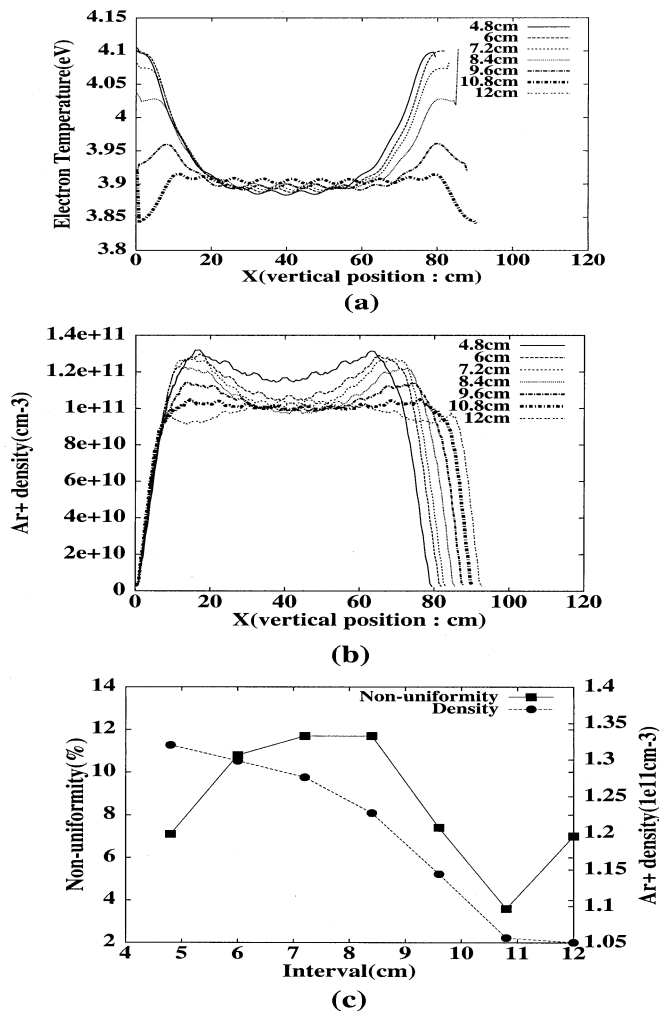 4.15
4.1
4.05
4
3.95
3.9
3.85
3.8
Electron Temperature(eV)
4.8cm
6cm
7.2cm
8.4cm
9.6cm
10.8cm
12cm
0 20 40 60 80 100 120
X(vertical position : cm)
(a)
1.4e+11
1.2e+11
1e+11
8e+10
6e+10
4e+10
2e+10
0
Ar+ density(cm-3)
4.8cm
6cm
7.2cm
8.4cm
9.6cm
10.8cm
12cm
0 20 40 60 80 100 120
X(vertical position : cm)
(b)
14
12
10
8
6
4
2
Non-uniformity(%)
Non-uniformity
Density
1.4
1.35
1.3
1.25
1.2
1.15
1.1
1.05
Ar+ density(1e11cm-3)
4 5 6 7 8 9 10 11 12
Interval(cm)
(c)